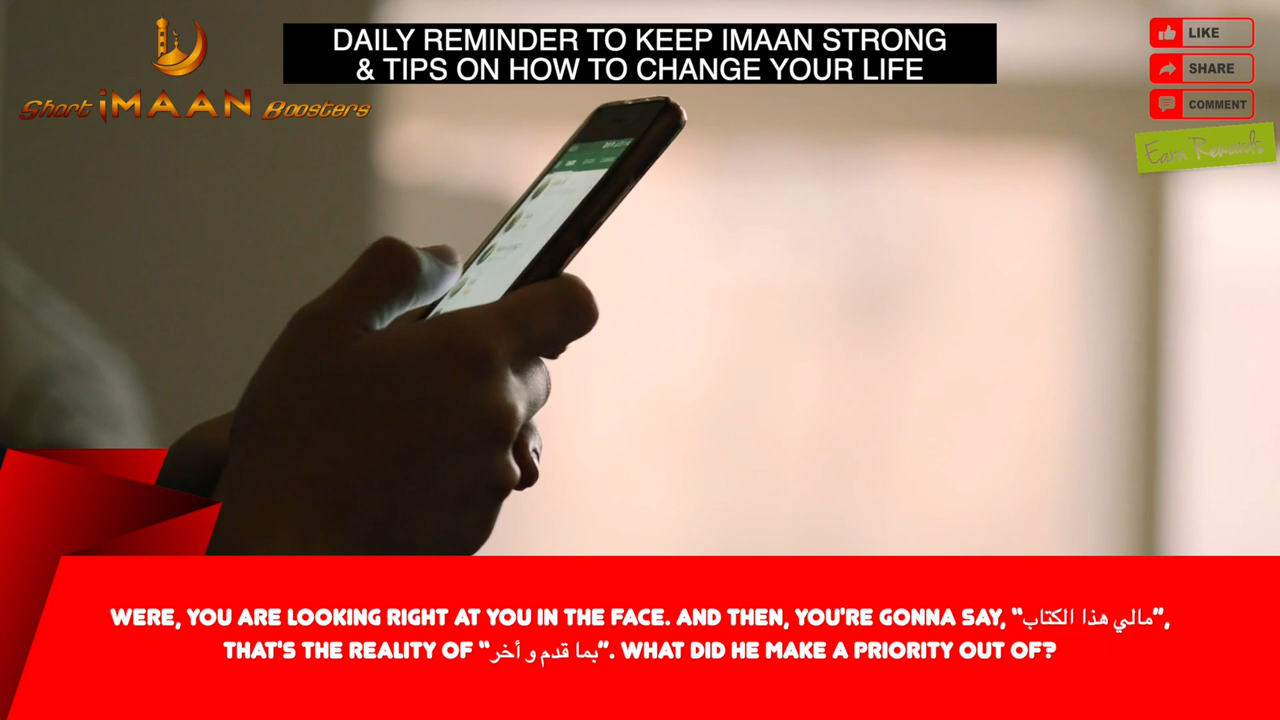 Short iMAAN Boosters
DAILY REMINDER TO KEEP IMAAN STRONG
& TIPS ON HOW TO CHANGE YOUR LIFE
LIKE
SHARE
COMMENT
Earn Rewards
WERE, YOU ARE LOOKING RIGHT AT YOU IN THE FACE. AND THEN, YOU'RE GONNA SAY, "مالي هذا الكتاب",
THAT'S THE REALITY OF "بما قدم و أخر". WHAT DID HE MAKE A PRIORITY OUT OF?